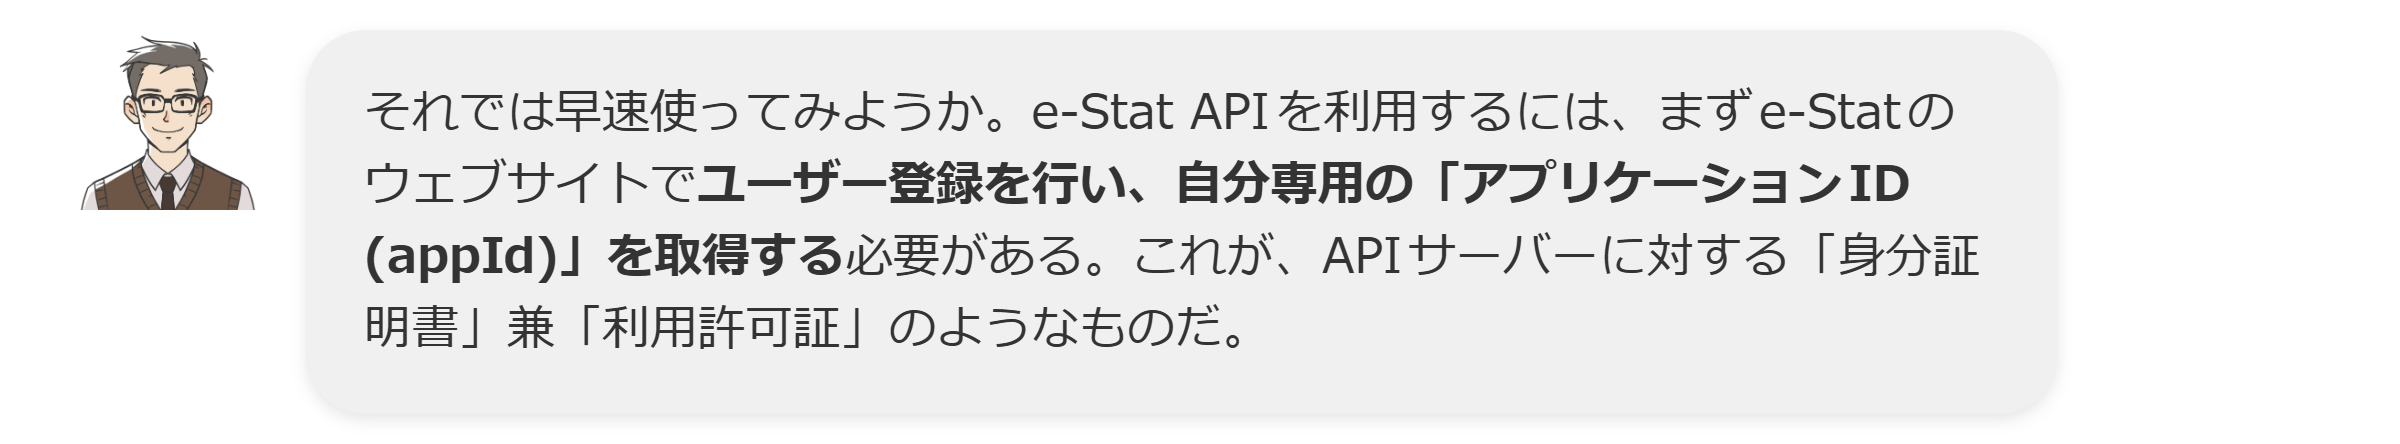 それでは早速使ってみようか。e-Stat APIを利用するには、まずe-Statの
ウェブサイトでユーザー登録を行い、自分専用の「アプリケーションID
(appId)」を取得する必要がある。これが、APIサーバーに対する「身分証
明書」兼「利用許可証」のようなものだ。